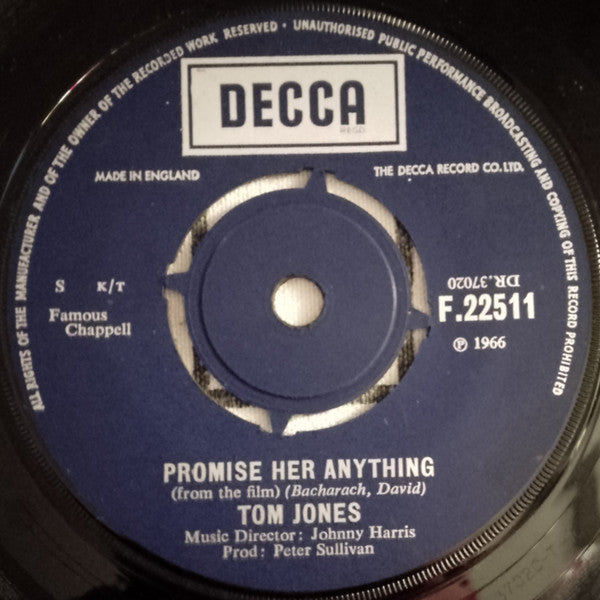 ALL RIGHTS OF THE MANUFACTURER AND OF THE OWNER OF THE RECORDED WORK RESERVED • UNAUTHORISED PUBLIC PERFORMANCE BROADCASTING AND COPYING OF THIS RECORD PROHIBITED
DECCA
REGD
MADE IN ENGLAND
THE DECCA RECORD CO. LTD.
S K/T
DR.37020
Famous
Chappell
F.22511
℗ 1966
PROMISE HER ANYTHING
(from the film) (Bacharach, David)
TOM JONES
Music Director: Johnny Harris
Prod: Peter Sullivan